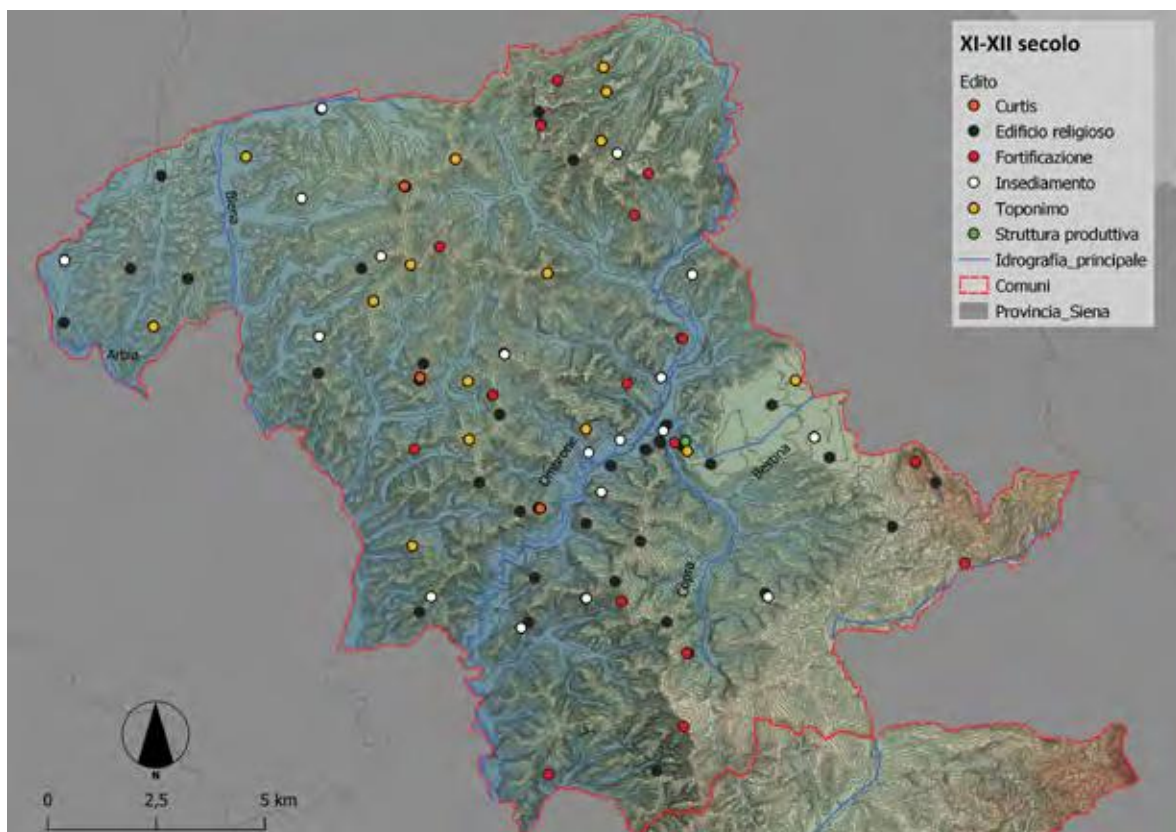 XI-XII secolo
Edito
Curtis
Edificio religioso
Fortificazione
Insediamento
Toponimo
Struttura produttiva
Idrografia_principale
Comuni
Provincia_Siena
Biena
Arbia
Ombrone
Bestina
Copra
N
0 2,5 5 km